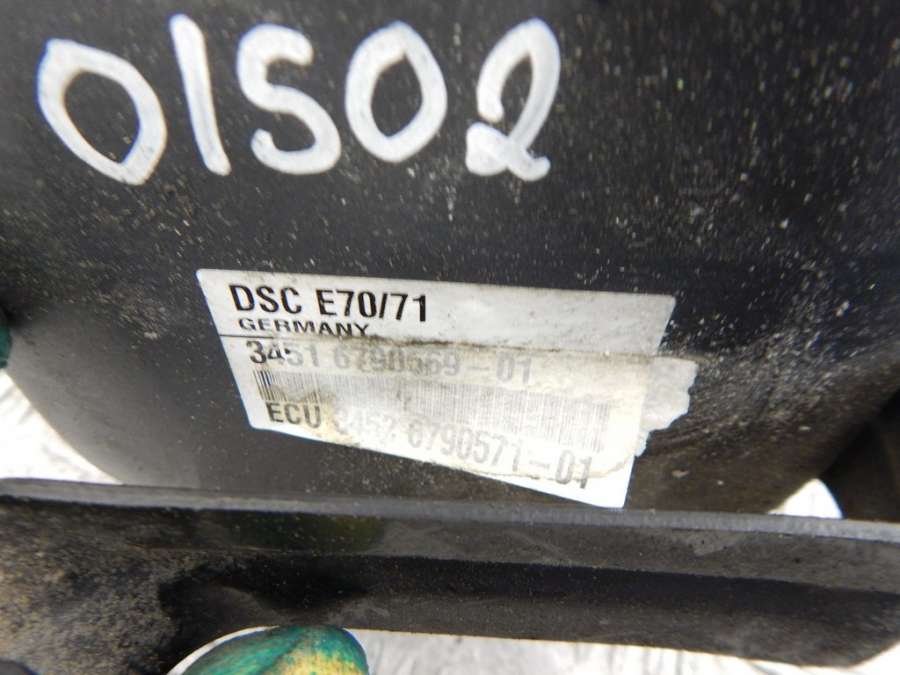 01502
DSC E70/71
GERMANY
3451 6790569-01
ECU 3452 6790571-01